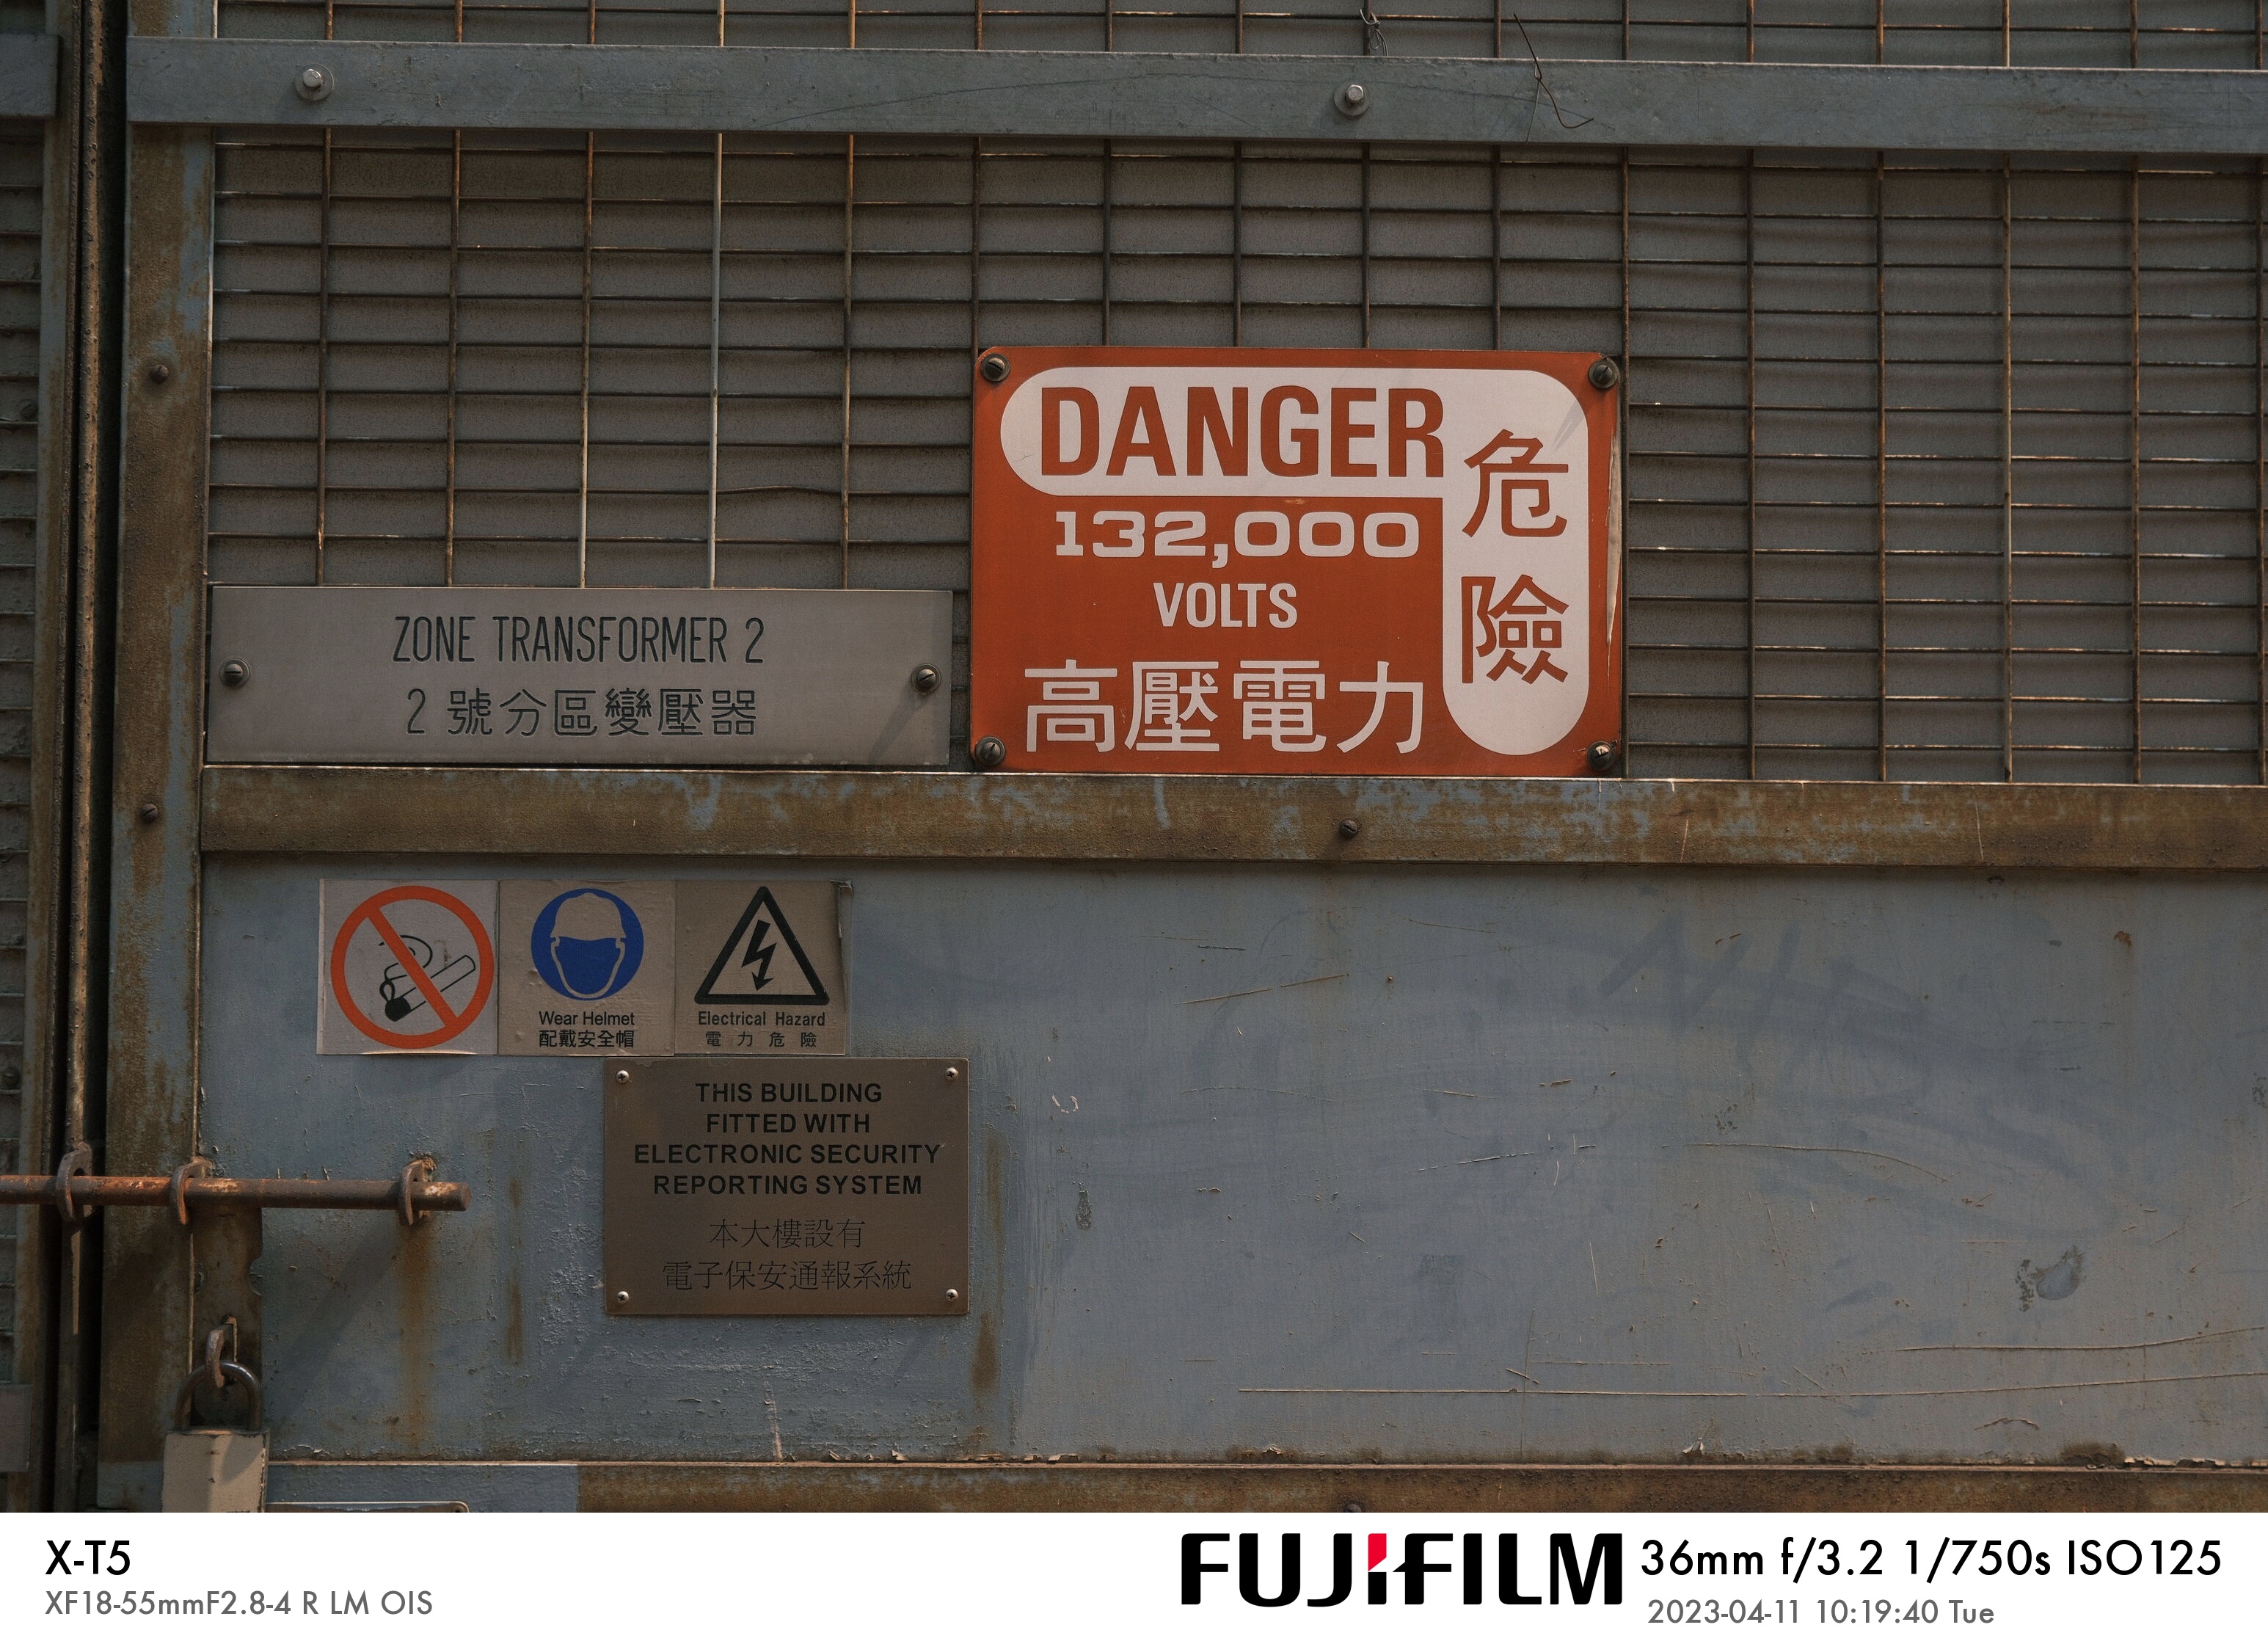 DANGER
危險
132,000
VOLTS
高壓電力
ZONE TRANSFORMER 2
2 號分區變壓器
Wear Helmet
配戴安全帽
Electrical Hazard
電力危險
THIS BUILDING
FITTED WITH
ELECTRONIC SECURITY
REPORTING SYSTEM
本大樓設有
電子保安通報系統
X-T5
XF18-55mmF2.8-4 R LM OIS
FUJIFILM
36mm f/3.2 1/750s ISO125
2023-04-11 10:19:40 Tue